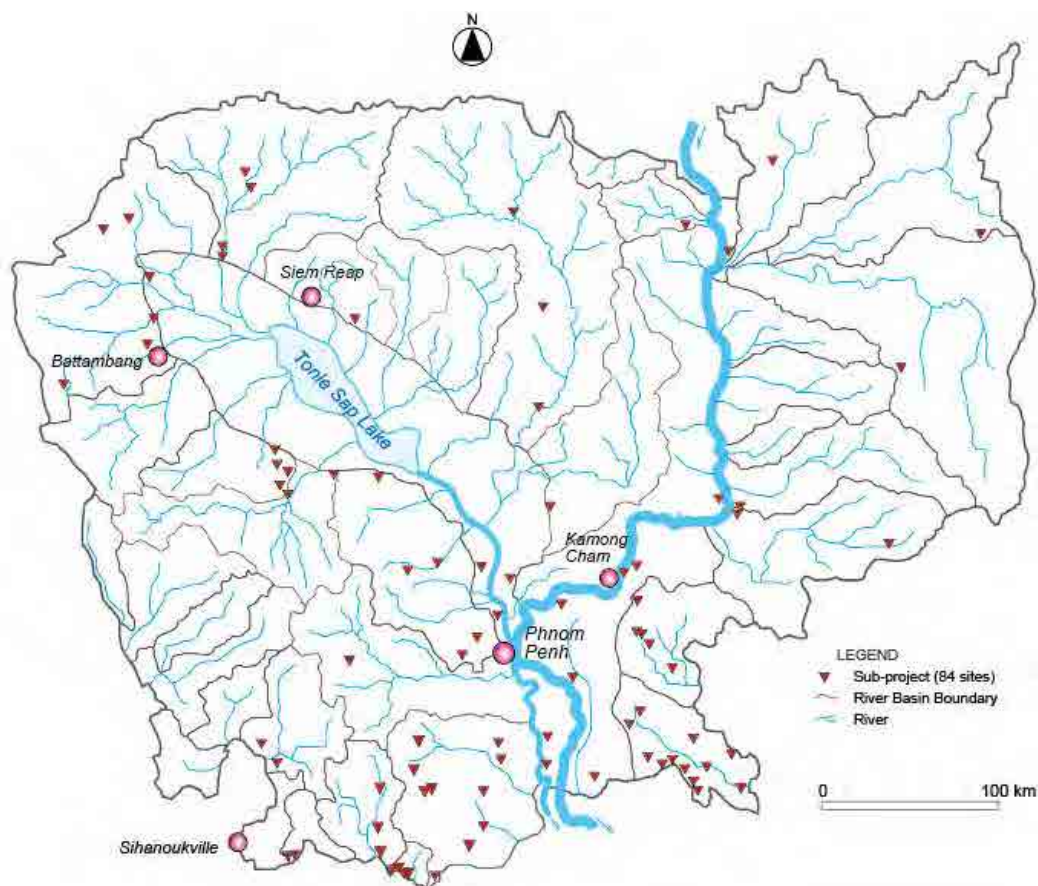 N
Siem Reap
Battambang
Tonle Sap Lake
Kamong
Cham
Phnom
Penh
LEGEND
Sub-project (84 sites)
River Basin Boundary
River
0 100 km
Sihanoukville